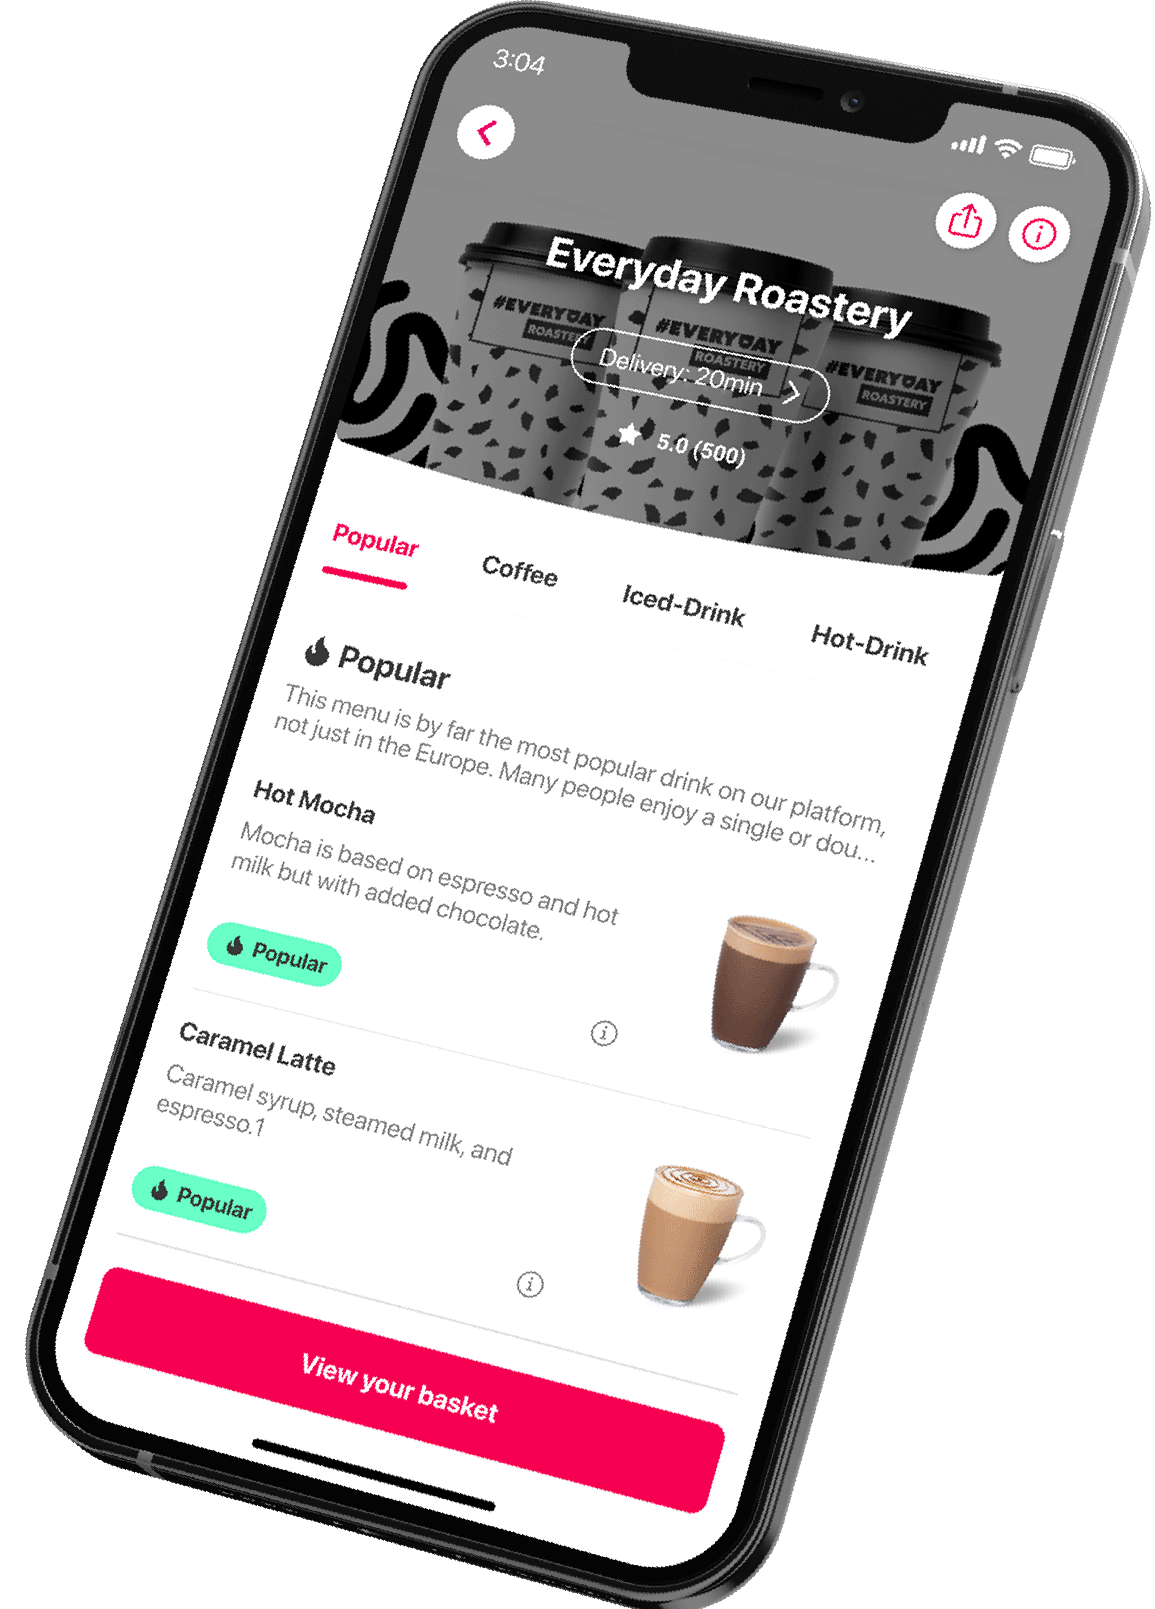 3:04
Everyday Roastery
#EVERYDAY
ROASTERY
#EVERYDAY
ROASTERY
#EVERYDAY
ROASTERY
Delivery: 20min
5.0 (500)
Popular
Coffee
Iced-Drink
Hot-Drink
Popular
This menu is by far the most popular drink on our platform,
not just in the Europe. Many people enjoy a single or dou...
Hot Mocha
Mocha is based on espresso and hot
milk but with added chocolate.
Popular
Caramel Latte
Caramel syrup, steamed milk, and
espresso.1
Popular
View your basket